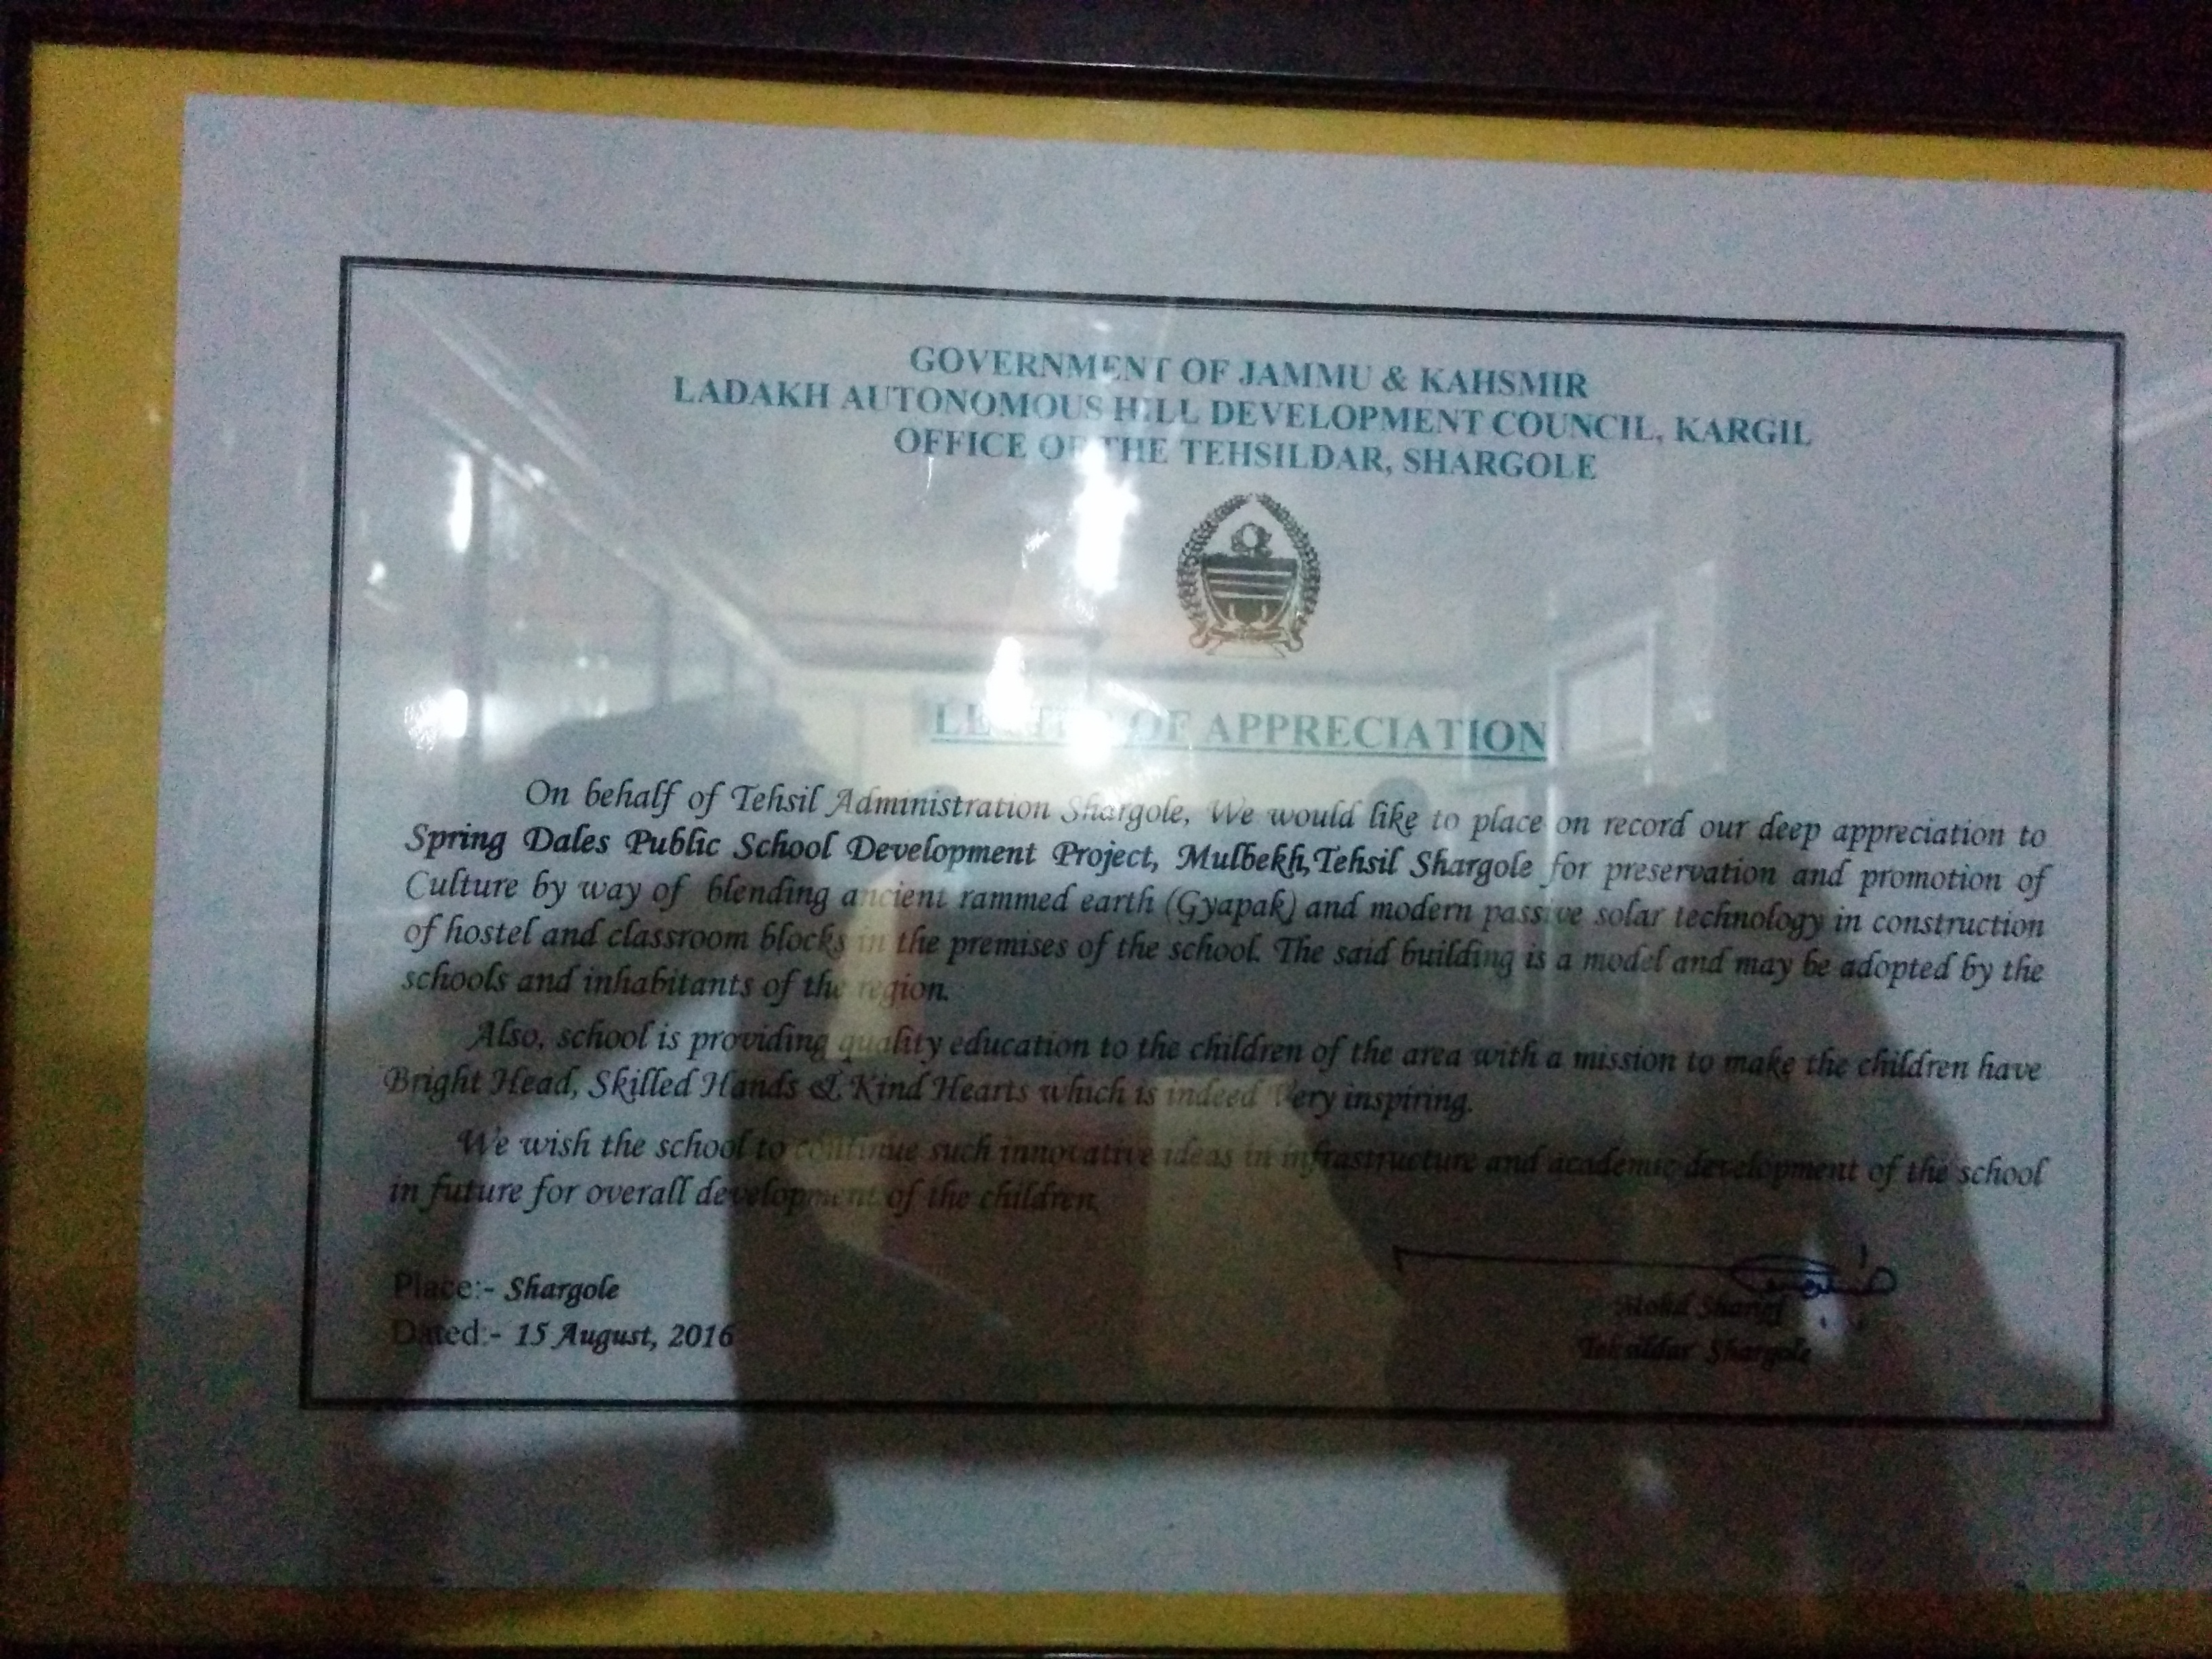 GOVERNMENT OF JAMMU & KAHSMIR
LADAKH AUTONOMOUS HILL DEVELOPMENT COUNCIL, KARGIL
OFFICE OF THE TEHSILDAR, SHARGOLE
LETTER OF APPRECIATION
On behalf of Tehsil Administration Shargole, We would like to place on record our deep appreciation to
Spring Dales Public School Development Project, Mulbekh,Tehsil Shargole for preservation and promotion of
Culture by way of blending ancient rammed earth (Gyapak) and modern passive solar technology in construction
of hostel and classroom blocks in the premises of the school. The said building is a model and may be adopted by the
schools and inhabitants of the region.
Also, school is providing quality education to the children of the area with a mission to make the children have
Bright Head, Skilled Hands & Kind Hearts which is indeed Very inspiring.
We wish the school to continue such innovative ideas in infrastructure and academic development of the school
in future for overall development of the children.
Place:- Shargole
Dated:- 15 August, 2016
Mohd Sharif
Tehsildar Shargole